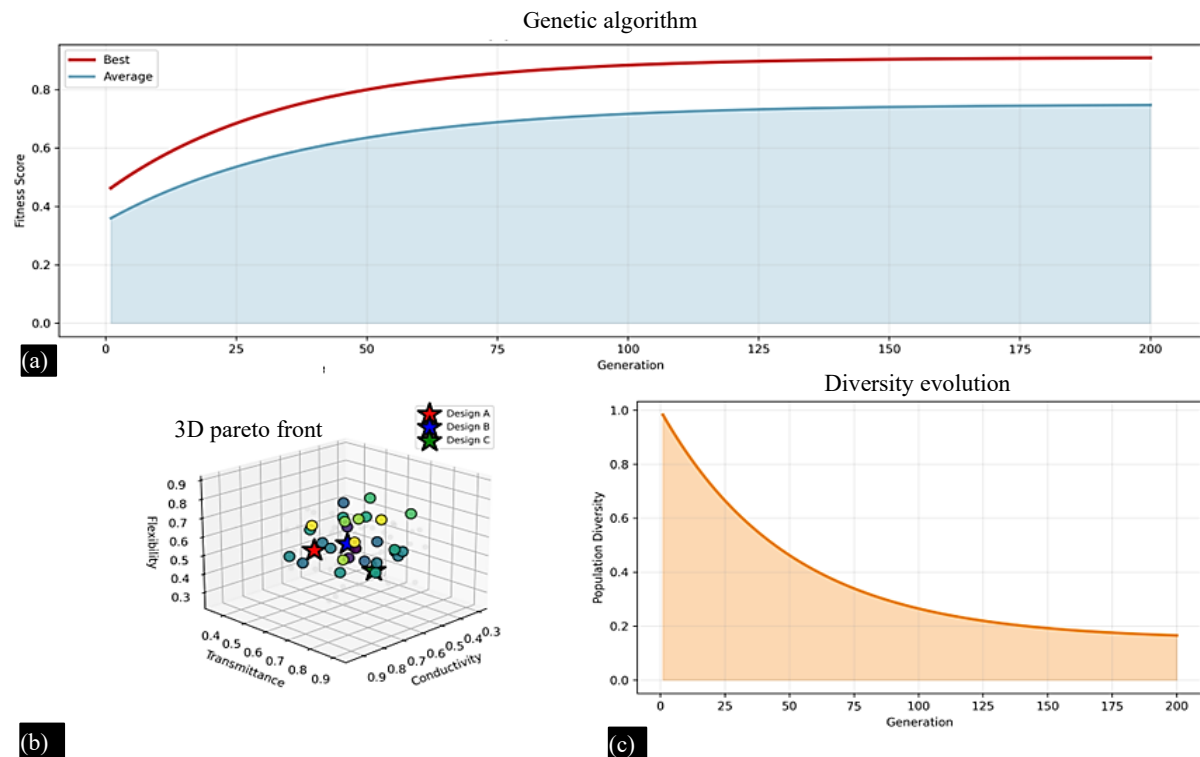 Genetic algorithm
Best
Average
Fitness Score
0.8
0.6
0.4
0.2
0.0
0 25 50 75 100 125 150 175 200
Generation
(a)
3D pareto front
Design A
Design B
Design C
Flexibility
0.9
0.8
0.7
0.6
0.5
0.4
0.3
0.4 0.5 0.6 0.7 0.8 0.9
Transmittance
0.9 0.8 0.7 0.6 0.5 0.4 0.3
Conductivity
(b)
Diversity evolution
Population Diversity
1.0
0.8
0.6
0.4
0.2
0.0
0 25 50 75 100 125 150 175 200
Generation
(c)